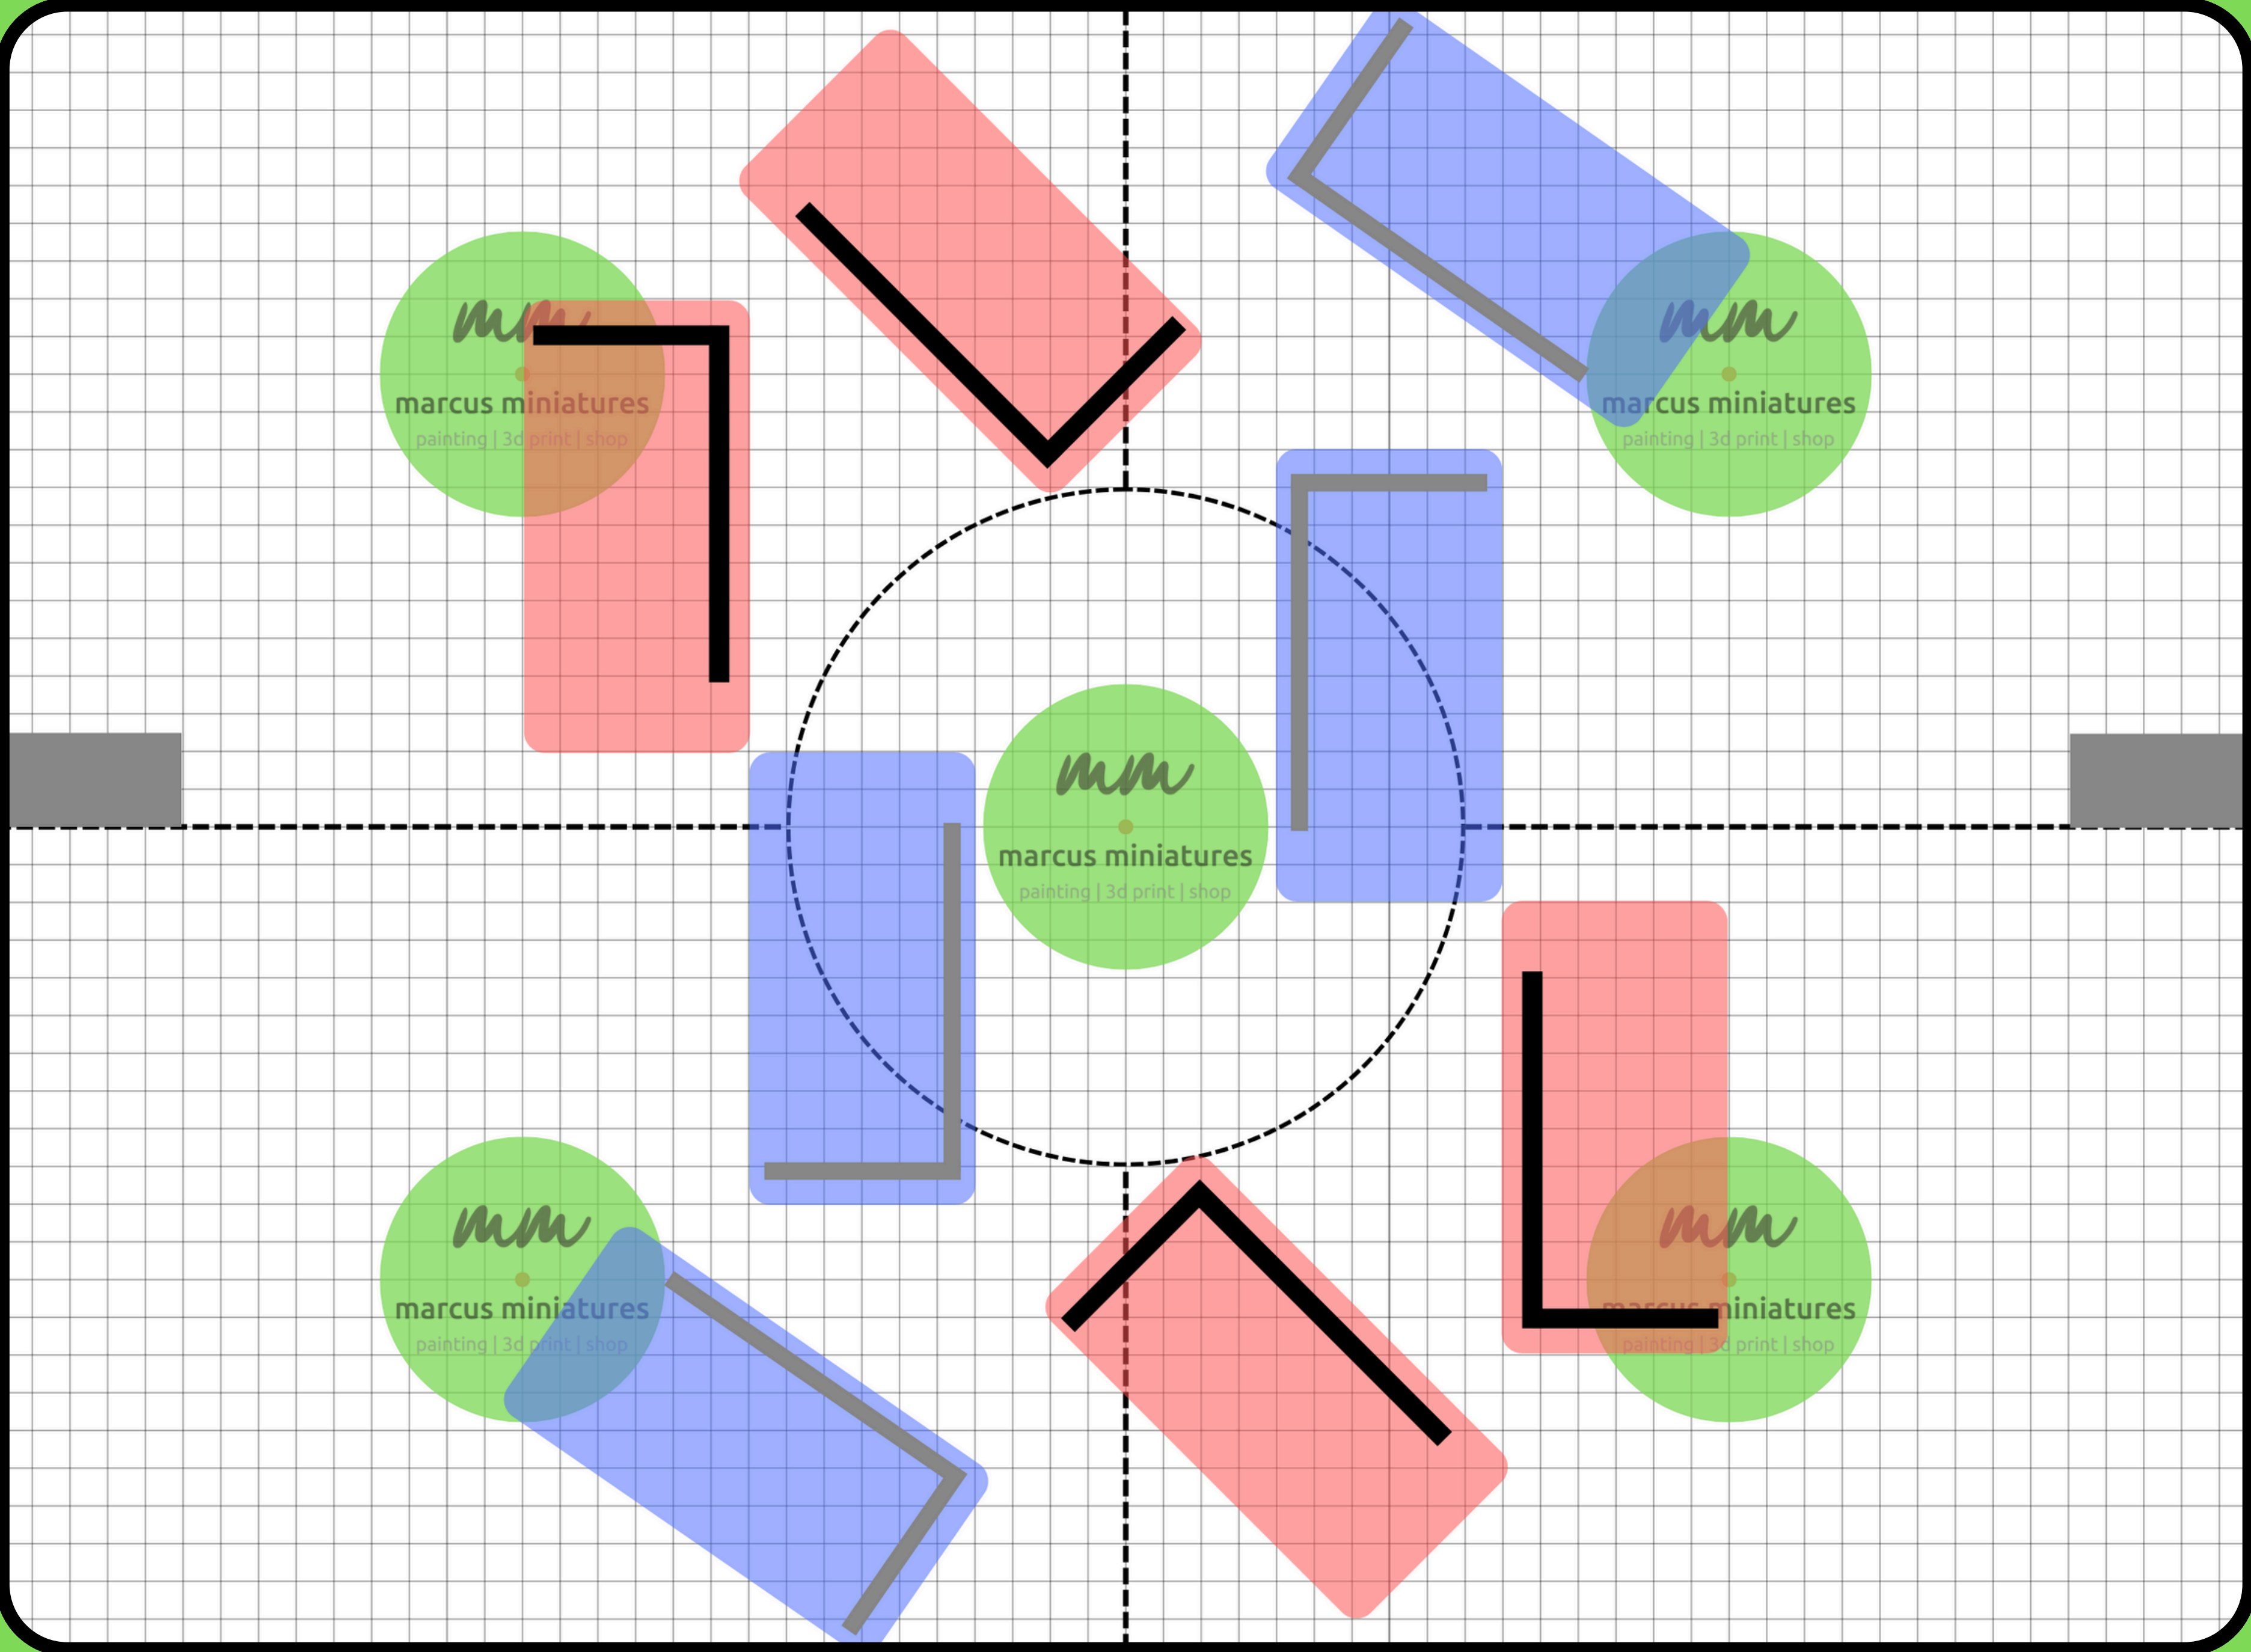 mm
marcus miniatures
painting | 3d print | shop
mm
marcus miniatures
painting | 3d print | shop
mm
marcus miniatures
painting | 3d print | shop
mm
marcus miniatures
painting | 3d print | shop
mm
marcus miniatures
painting | 3d print | shop